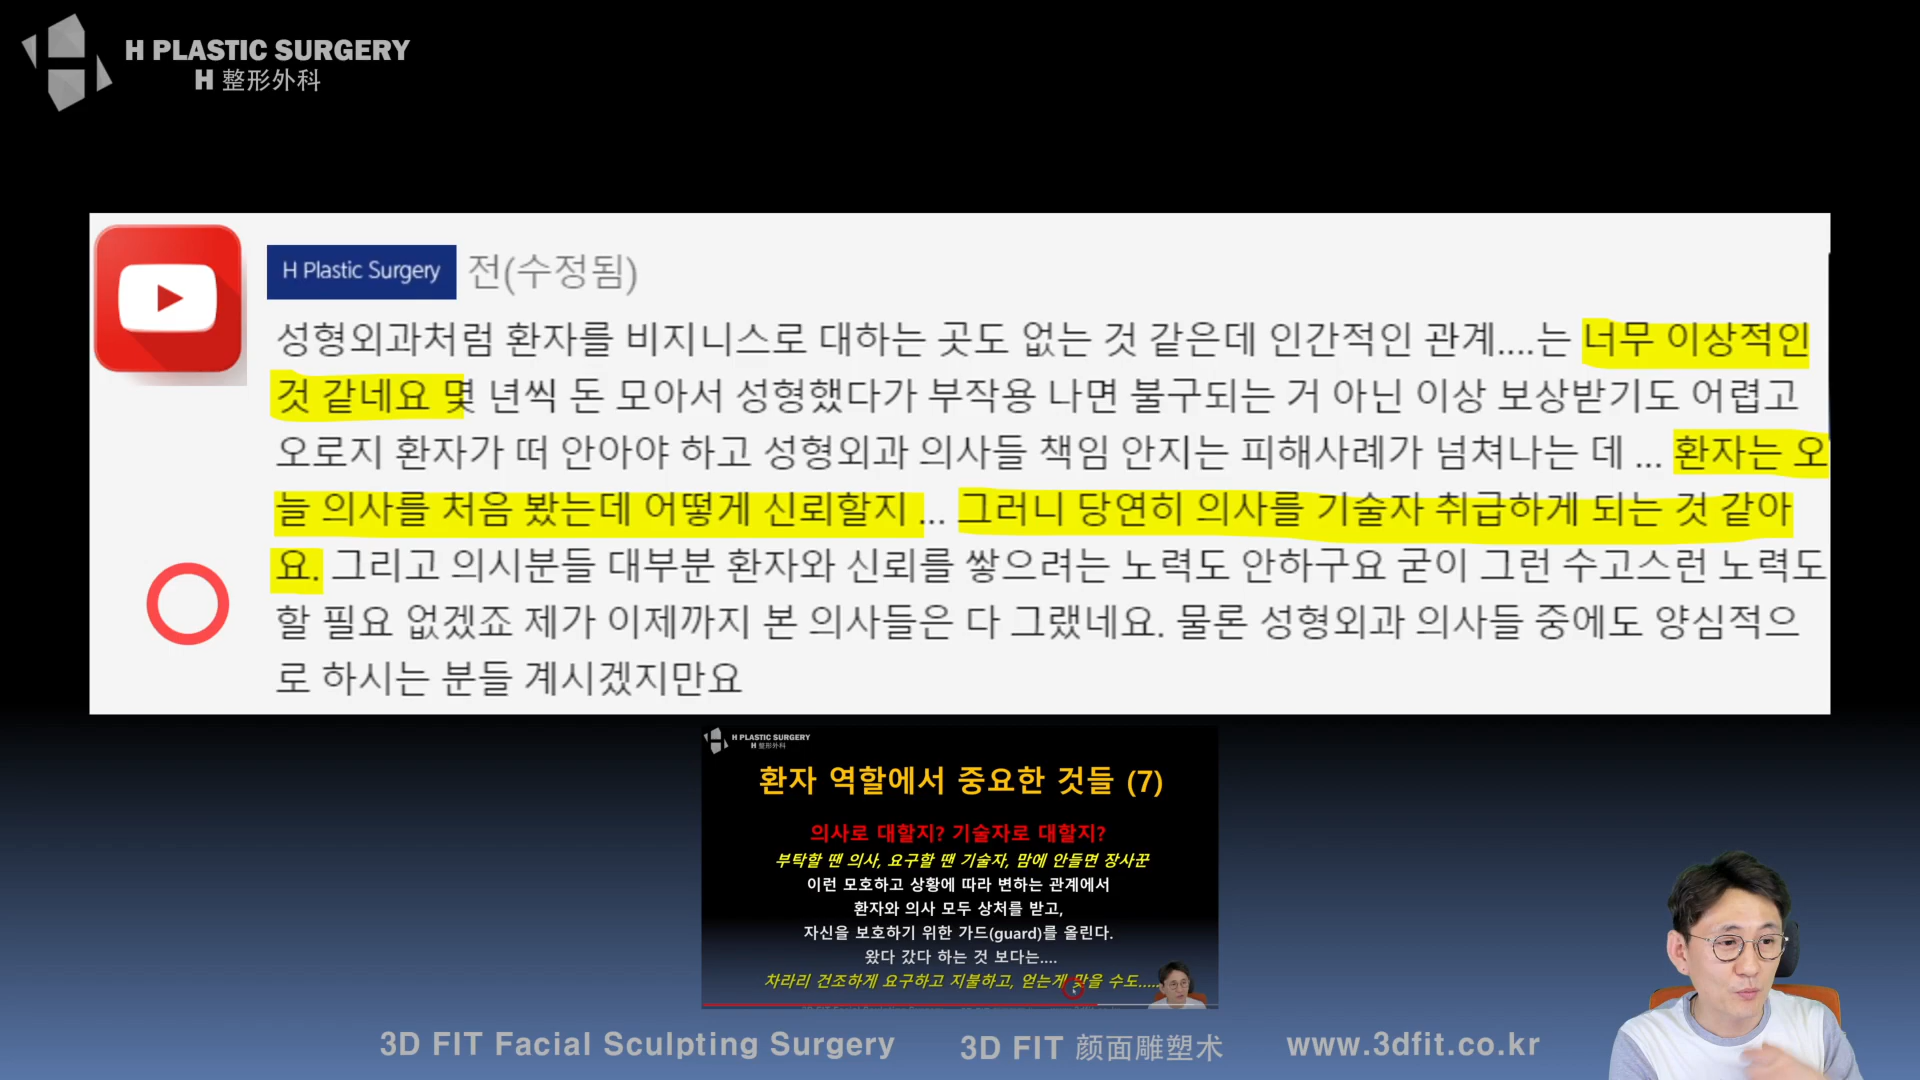 H PLASTIC SURGERY
H 整形外科
H Plastic Surgery 전(수정됨)
성형외과처럼 환자를 비지니스로 대하는 곳도 없는 것 같은데 인간적인 관계....는 너무 이상적인
것 같네요 몇 년씩 돈 모아서 성형했다가 부작용 나면 불구되는 거 아닌 이상 보상받기도 어렵고
오로지 환자가 떠 안아야 하고 성형외과 의사들 책임 안지는 피해사례가 넘쳐나는 데 ... 환자는 오
늘 의사를 처음 봤는데 어떻게 신뢰할지 ... 그러니 당연히 의사를 기술자 취급하게 되는 것 같아
요. 그리고 의시분들 대부분 환자와 신뢰를 쌓으려는 노력도 안하구요 굳이 그런 수고스런 노력도
할 필요 없겠죠 제가 이제까지 본 의사들은 다 그랬네요. 물론 성형외과 의사들 중에도 양심적으
로 하시는 분들 계시겠지만요
H PLASTIC SURGERY
H 整形外科
환자 역할에서 중요한 것들 (7)
의사로 대할지? 기술자로 대할지?
부탁할 땐 의사, 요구할 땐 기술자, 맘에 안들면 장사꾼
이런 모호하고 상황에 따라 변하는 관계에서
환자와 의사 모두 상처를 받고,
자신을 보호하기 위한 가드(guard)를 올린다.
왔다 갔다 하는 것 보다는....
차라리 건조하게 요구하고 지불하고, 얻는게 맞을 수도.....
3D FIT Facial Sculpting Surgery 3D FIT 颜面雕塑术 www.3dfit.co.kr